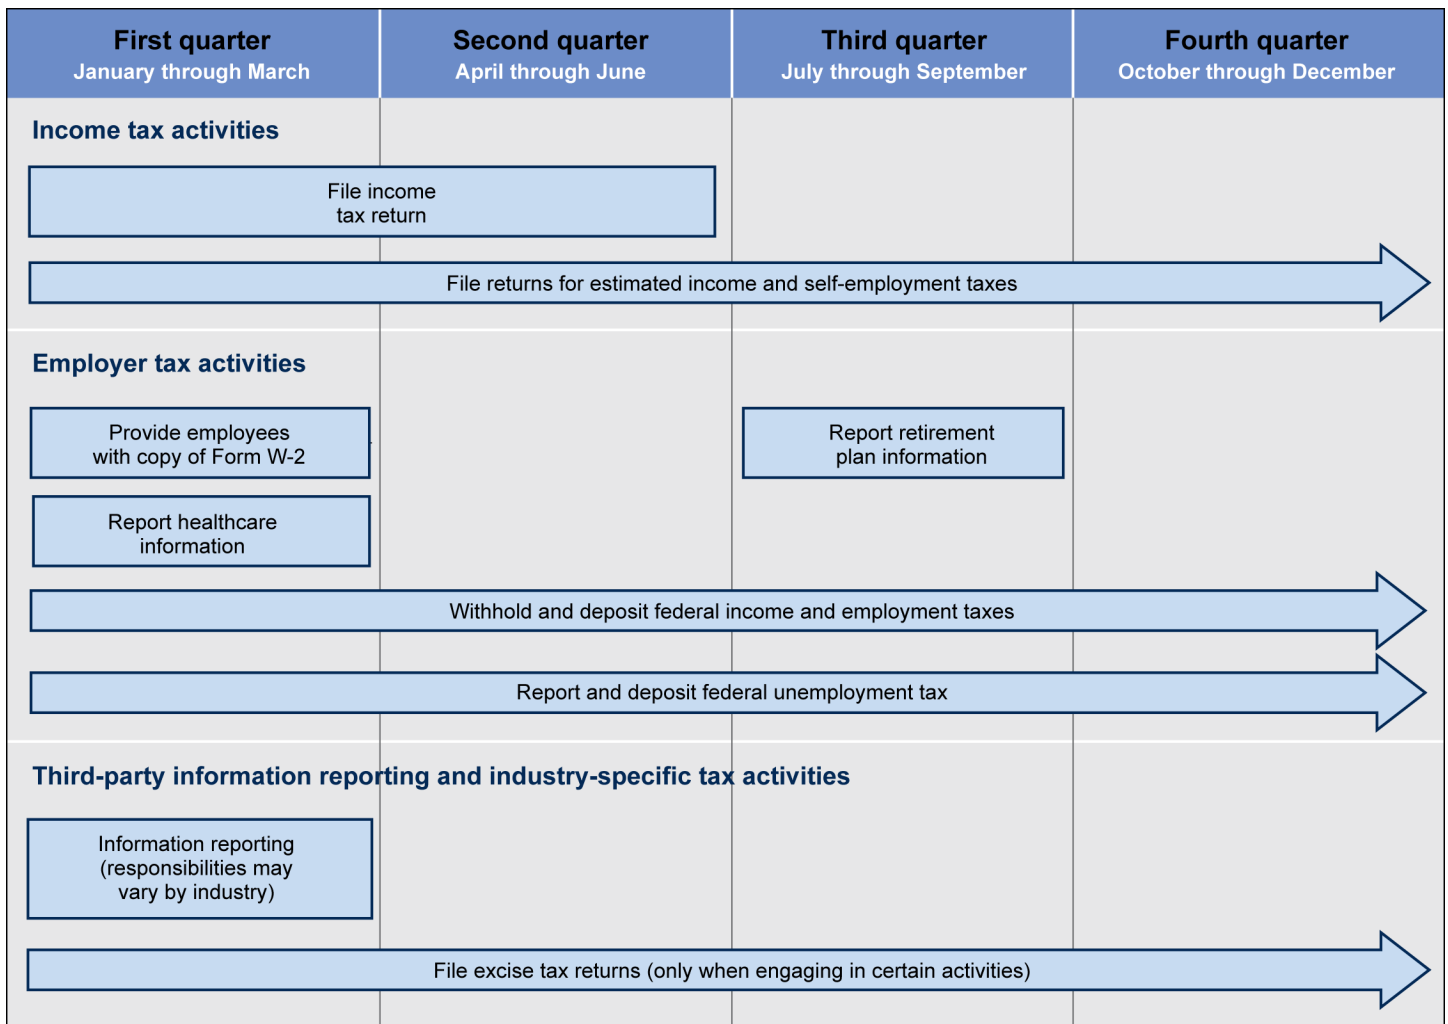 First quarter
January through March
Second quarter
April through June
Third quarter
July through September
Fourth quarter
October through December
Income tax activities
File income
tax return
File returns for estimated income and self-employment taxes
Employer tax activities
Provide employees
with copy of Form W-2
Report retirement
plan information
Report healthcare
information
Withhold and deposit federal income and employment taxes
Report and deposit federal unemployment tax
Third-party information reporting and industry-specific tax activities
Information reporting
(responsibilities may
vary by industry)
File excise tax returns (only when engaging in certain activities)